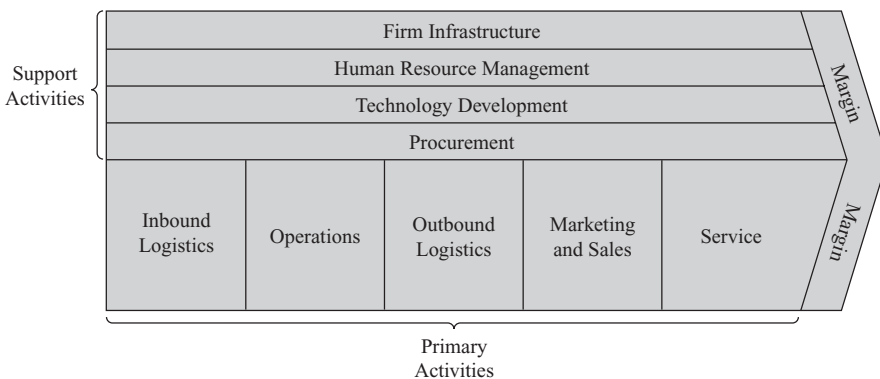 Firm Infrastructure
Human Resource Management
Technology Development
Procurement
Support
Activities
Margin
Inbound
Logistics
Operations
Outbound
Logistics
Marketing
and Sales
Service
Margin
Primary
Activities